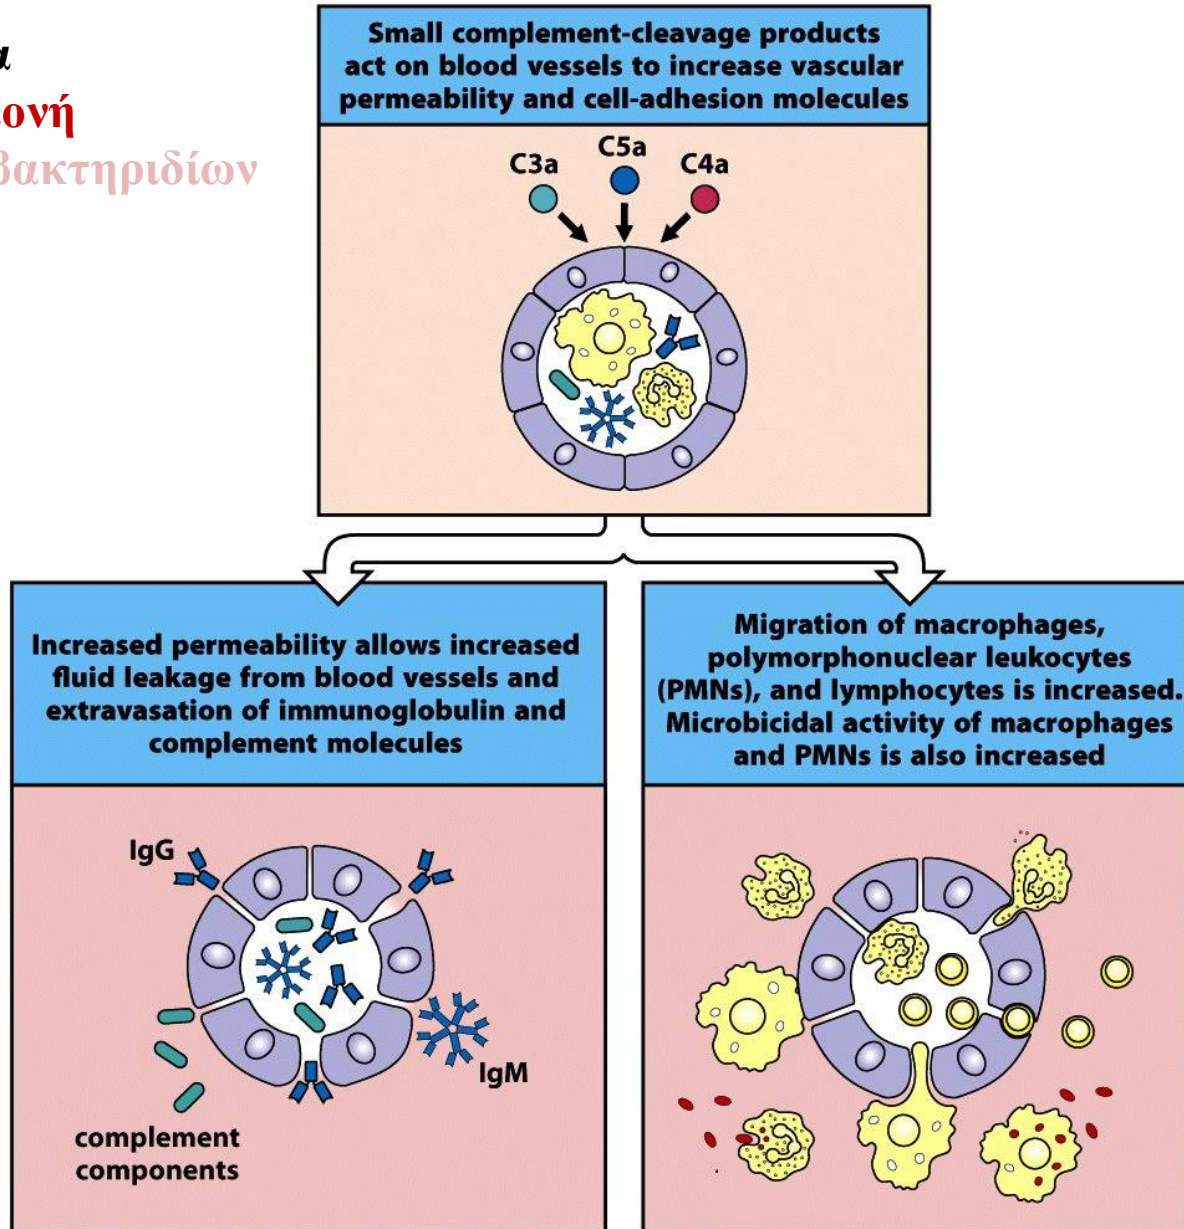 α
ονή
βακτηριδίων
Small complement-cleavage products
act on blood vessels to increase vascular
permeability and cell-adhesion molecules
C3a
C5a
C4a
Increased permeability allows increased
fluid leakage from blood vessels and
extravasation of immunoglobulin and
complement molecules
IgG
IgM
complement
components
Migration of macrophages,
polymorphonuclear leukocytes
(PMNs), and lymphocytes is increased.
Microbicidal activity of macrophages
and PMNs is also increased